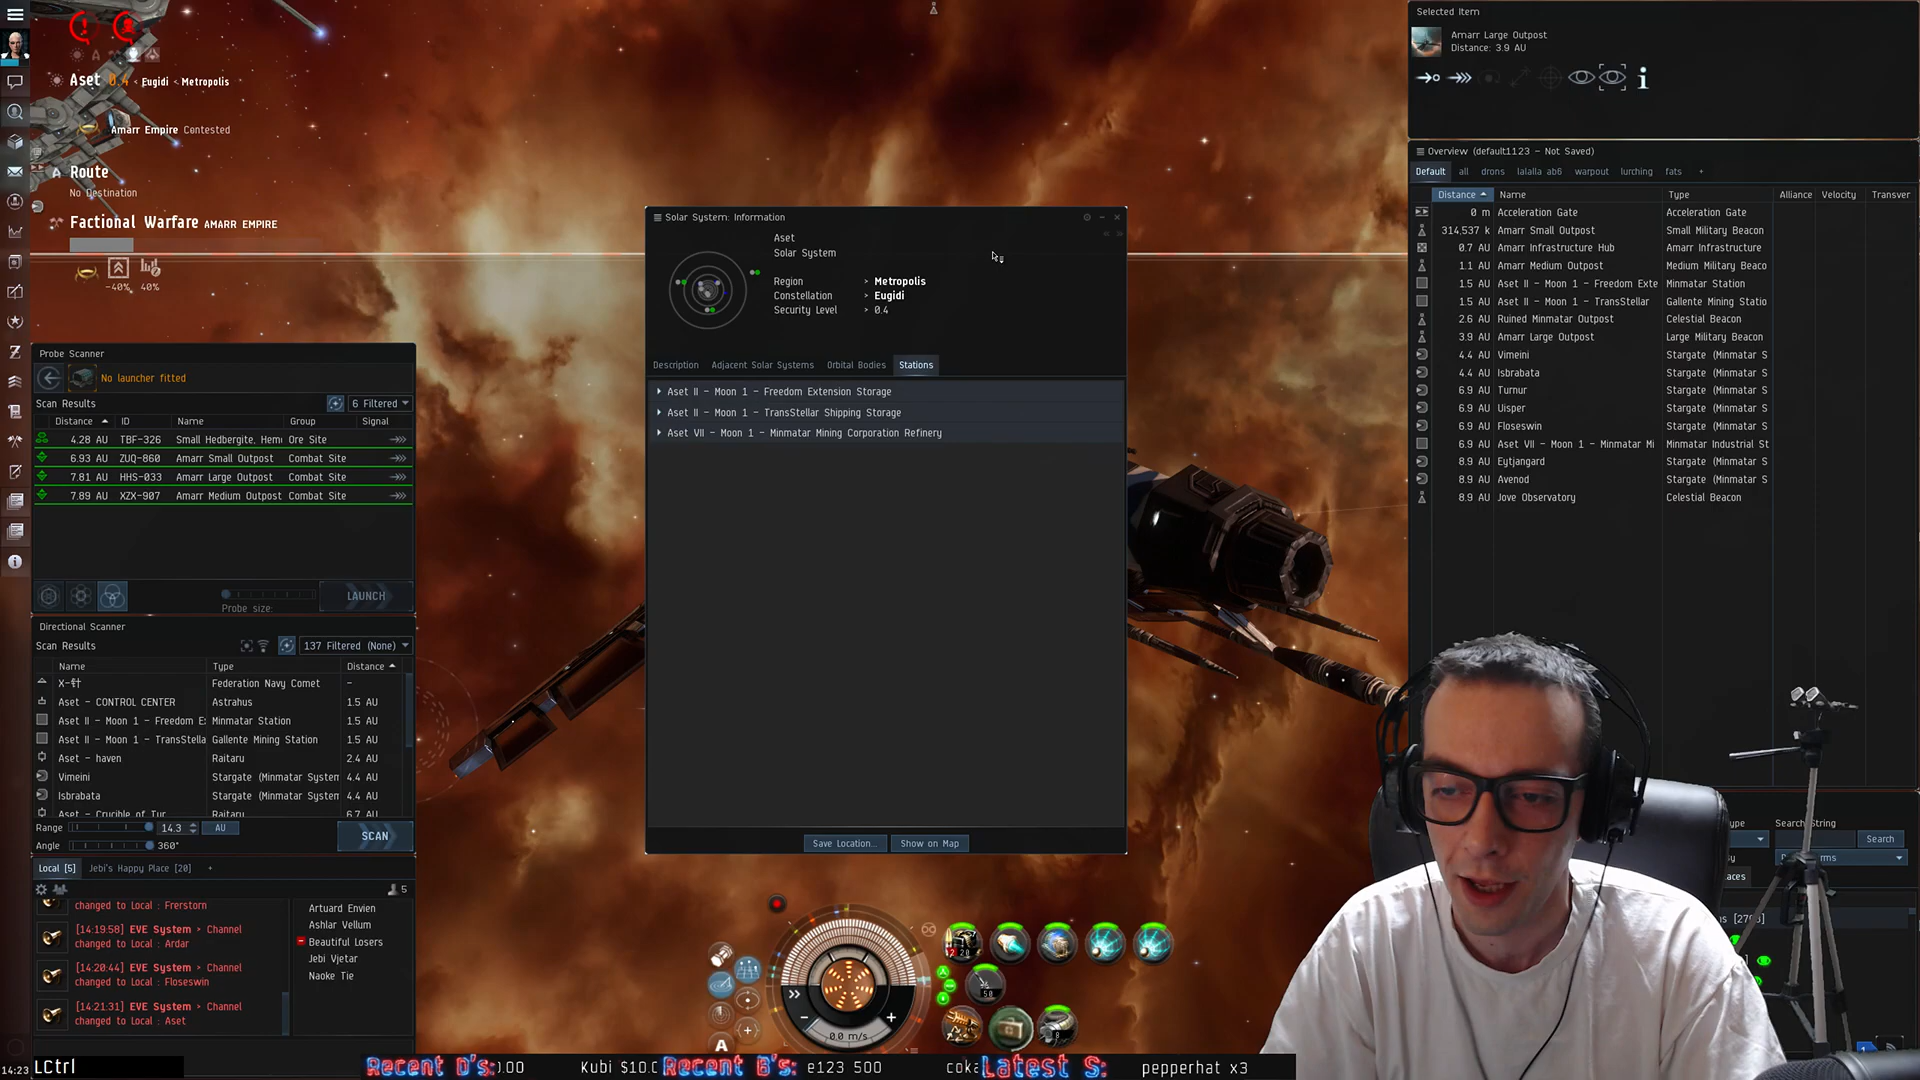 Aset 0.4 < Eugidi < Metropolis
Amarr Empire Contested
Route
No Destination
Factional Warfare AMARR EMPIRE
-40% 40%
Probe Scanner
No launcher fitted
Scan Results 6 Filtered
Distance ID Name Group Signal
4.28 AU TBF-326 Small Hedbergite, Hem Ore Site
6.93 AU ZUQ-860 Amarr Small Outpost Combat Site
7.81 AU HHS-033 Amarr Large Outpost Combat Site
7.89 AU XZX-907 Amarr Medium Outpost Combat Site
Probe size:
LAUNCH
Directional Scanner
Scan Results 137 Filtered (None)
Name Type Distance
X-针 Federation Navy Comet -
Aset - CONTROL CENTER Astrahus 1.5 AU
Aset II - Moon 1 - Freedom E Minmatar Station 1.5 AU
Aset II - Moon 1 - TransStella Gallente Mining Station 1.5 AU
Aset - haven Raitaru 2.4 AU
Vimeini Stargate (Minmatar System 4.4 AU
Isbrabata Stargate (Minmatar System 4.4 AU
Aset - Crucible of Tur Raitaru 6.7 AU
Range 14.3 AU
Angle 360°
SCAN
Local [5] Jebi's Happy Place [20] +
5
changed to Local : Frerstorn
[14:19:58] EVE System > Channel
changed to Local : Ardar
[14:20:44] EVE System > Channel
changed to Local : Floseswin
[14:21:31] EVE System > Channel
changed to Local : Aset
Artuard Envien
Ashlar Vellum
Beautiful Losers
Jebi Vjetar
Naoke Tie
14:23
LCtrl
Solar System: Information
Aset
Solar System
Region > Metropolis
Constellation > Eugidi
Security Level > 0.4
Description Adjacent Solar Systems Orbital Bodies Stations
Aset II - Moon 1 - Freedom Extension Storage
Aset II - Moon 1 - TransStellar Shipping Storage
Aset VII - Moon 1 - Minmatar Mining Corporation Refinery
Save Location... Show on Map
0.0 m/s
50
A
Recent D's: 0.00 Kubi $10.0 Recent B's: e123 500 coka Latest S: pepperhat x3
Selected Item
Amarr Large Outpost
Distance: 3.9 AU
Overview (default1123 - Not Saved)
Default all drons lalalla ab6 warpout lurching fats +
Distance Name Type Alliance Velocity Transver
0 m Acceleration Gate Acceleration Gate
314,537 k Amarr Small Outpost Small Military Beacon
0.7 AU Amarr Infrastructure Hub Amarr Infrastructure
1.1 AU Amarr Medium Outpost Medium Military Beaco
1.5 AU Aset II - Moon 1 - Freedom Exte Minmatar Station
1.5 AU Aset II - Moon 1 - TransStellar Gallente Mining Statio
2.6 AU Ruined Minmatar Outpost Celestial Beacon
3.9 AU Amarr Large Outpost Large Military Beacon
4.4 AU Vimeini Stargate (Minmatar S
4.4 AU Isbrabata Stargate (Minmatar S
6.9 AU Turnur Stargate (Minmatar S
6.9 AU Uisper Stargate (Minmatar S
6.9 AU Floseswin Stargate (Minmatar S
6.9 AU Aset VII - Moon 1 - Minmatar Mi Minmatar Industrial St
8.9 AU Eytjangard Stargate (Minmatar S
8.9 AU Avenod Stargate (Minmatar S
8.9 AU Jove Observatory Celestial Beacon
ype Search String
Search
rms
aces